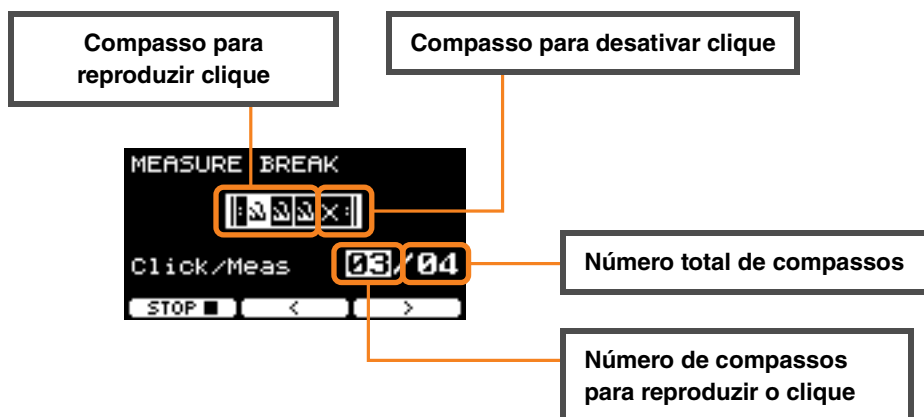 Compasso para
reproduzir clique
Compasso para desativar clique
MEASURE BREAK
Click/Meas 03/04
STOP ■ < >
Número total de compassos
Número de compassos
para reproduzir o clique